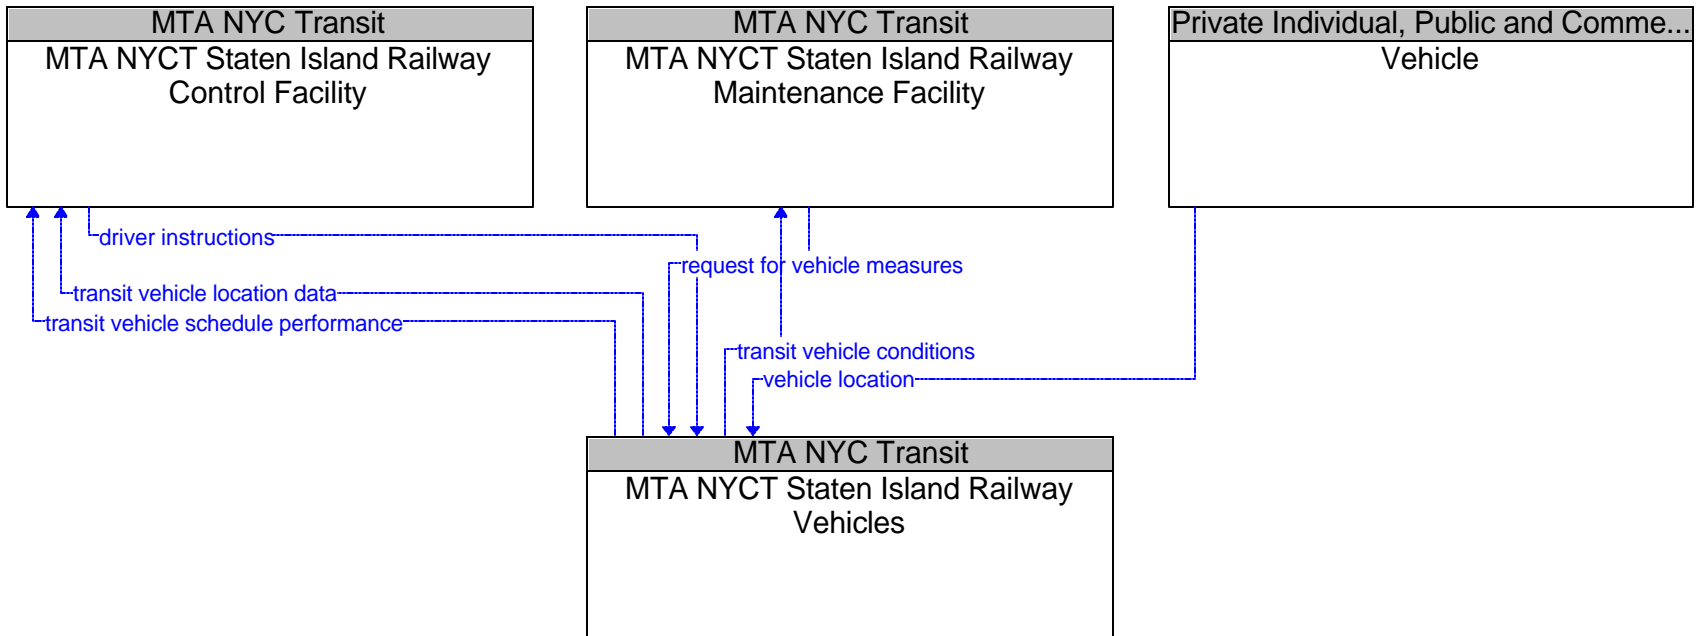 MTA NYC Transit
MTA NYCT Staten Island Railway
Control Facility
MTA NYC Transit
MTA NYCT Staten Island Railway
Maintenance Facility
Private Individual, Public and Comme...
Vehicle
driver instructions
request for vehicle measures
transit vehicle location data
transit vehicle schedule performance
transit vehicle conditions
vehicle location
MTA NYC Transit
MTA NYCT Staten Island Railway
Vehicles